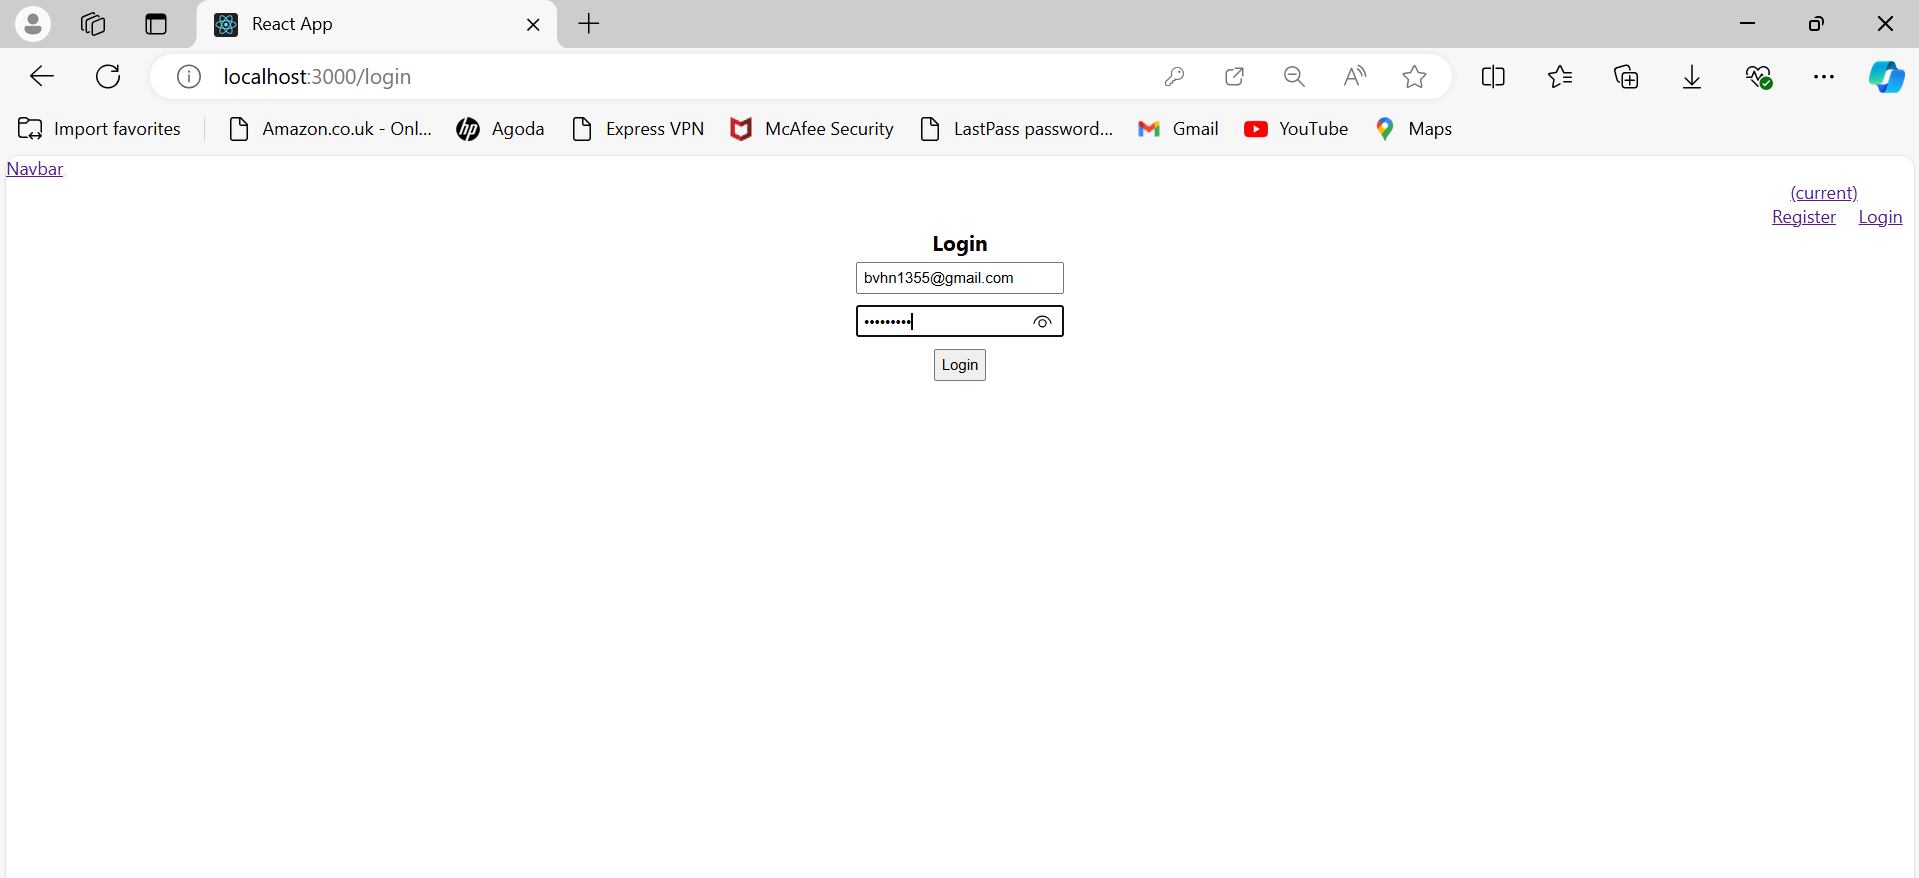 React App
localhost:3000/login
Import favorites Amazon.co.uk - Onl... Agoda Express VPN McAfee Security LastPass password... Gmail YouTube Maps
Navbar
(current)
Register Login
Login
bvhn1355@gmail.com
•••••••••
Login